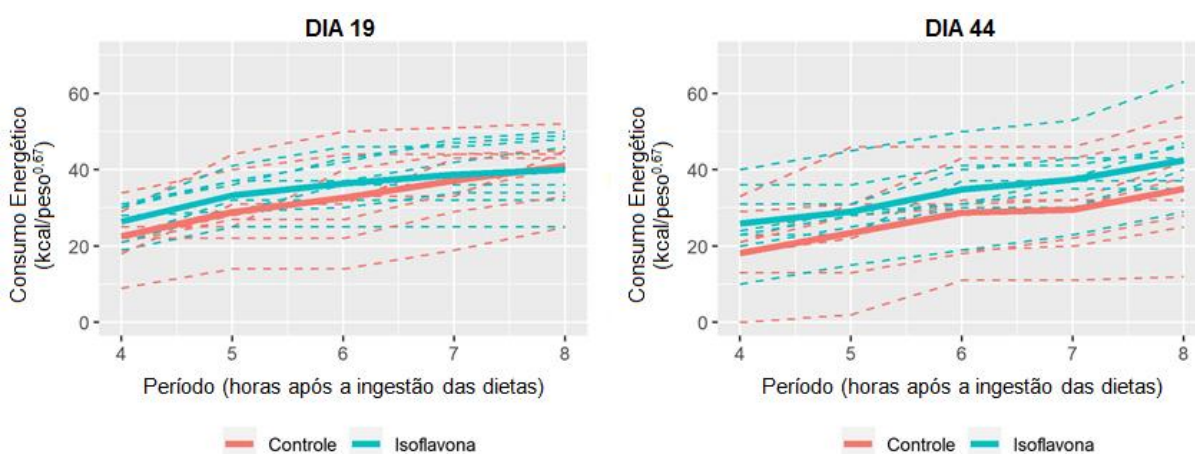 DIA 19
Consumo Energético
(kcal/peso0.67)
60
40
20
0
4 5 6 7 8
Período (horas após a ingestão das dietas)
Controle Isoflavona
DIA 44
Consumo Energético
(kcal/peso0.67)
60
40
20
0
4 5 6 7 8
Período (horas após a ingestão das dietas)
Controle Isoflavona